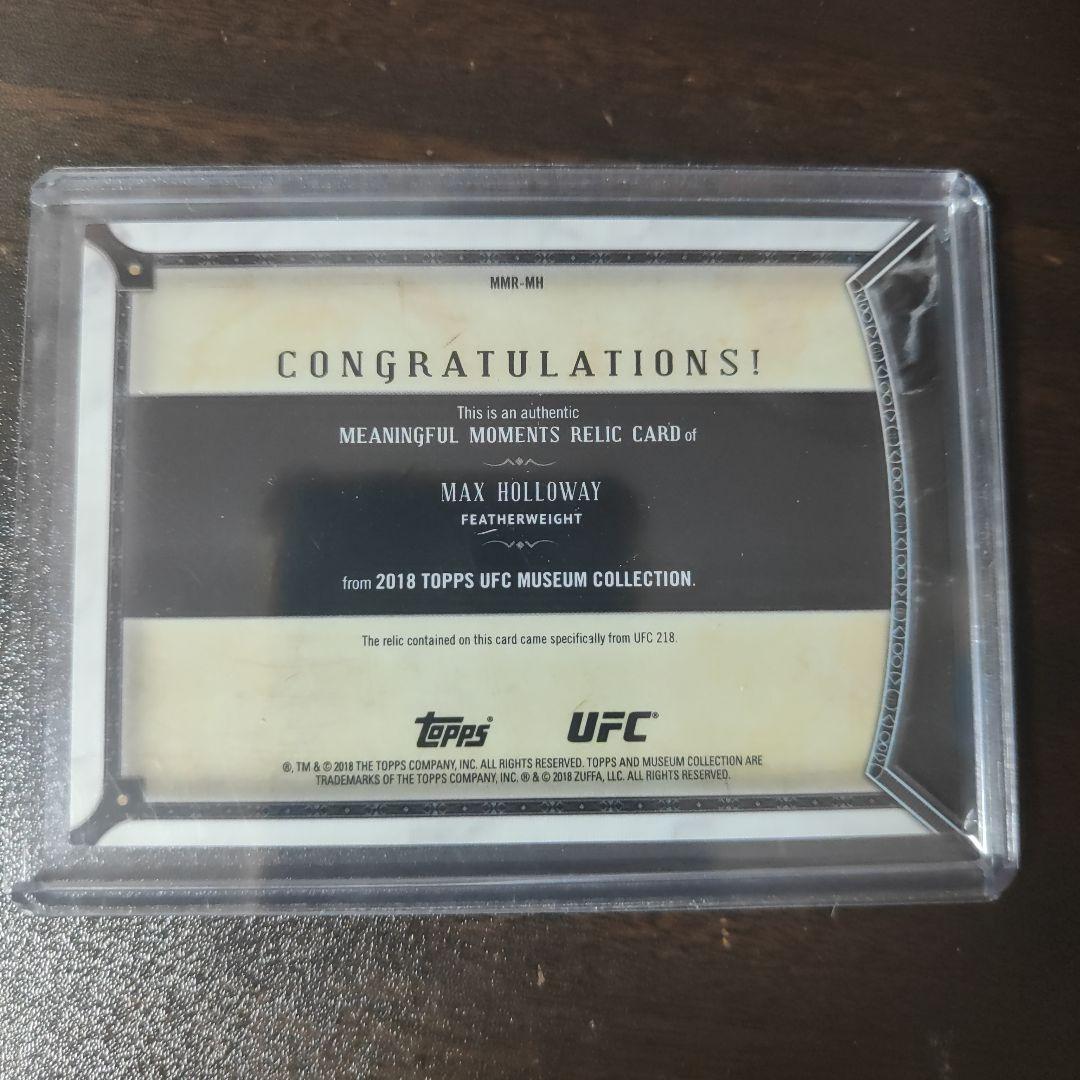 MMR-MH
CONGRATULATIONS!
This is an authentic
MEANINGFUL MOMENTS RELIC CARD of
MAX HOLLOWAY
FEATHERWEIGHT
from 2018 TOPPS UFC MUSEUM COLLECTION.
The relic contained on this card came specifically from UFC 218.
topps® UFC®
®, TM & © 2018 THE TOPPS COMPANY, INC. ALL RIGHTS RESERVED. TOPPS AND MUSEUM COLLECTION ARE
TRADEMARKS OF THE TOPPS COMPANY, INC. ® & © 2018 ZUFFA, LLC. ALL RIGHTS RESERVED.